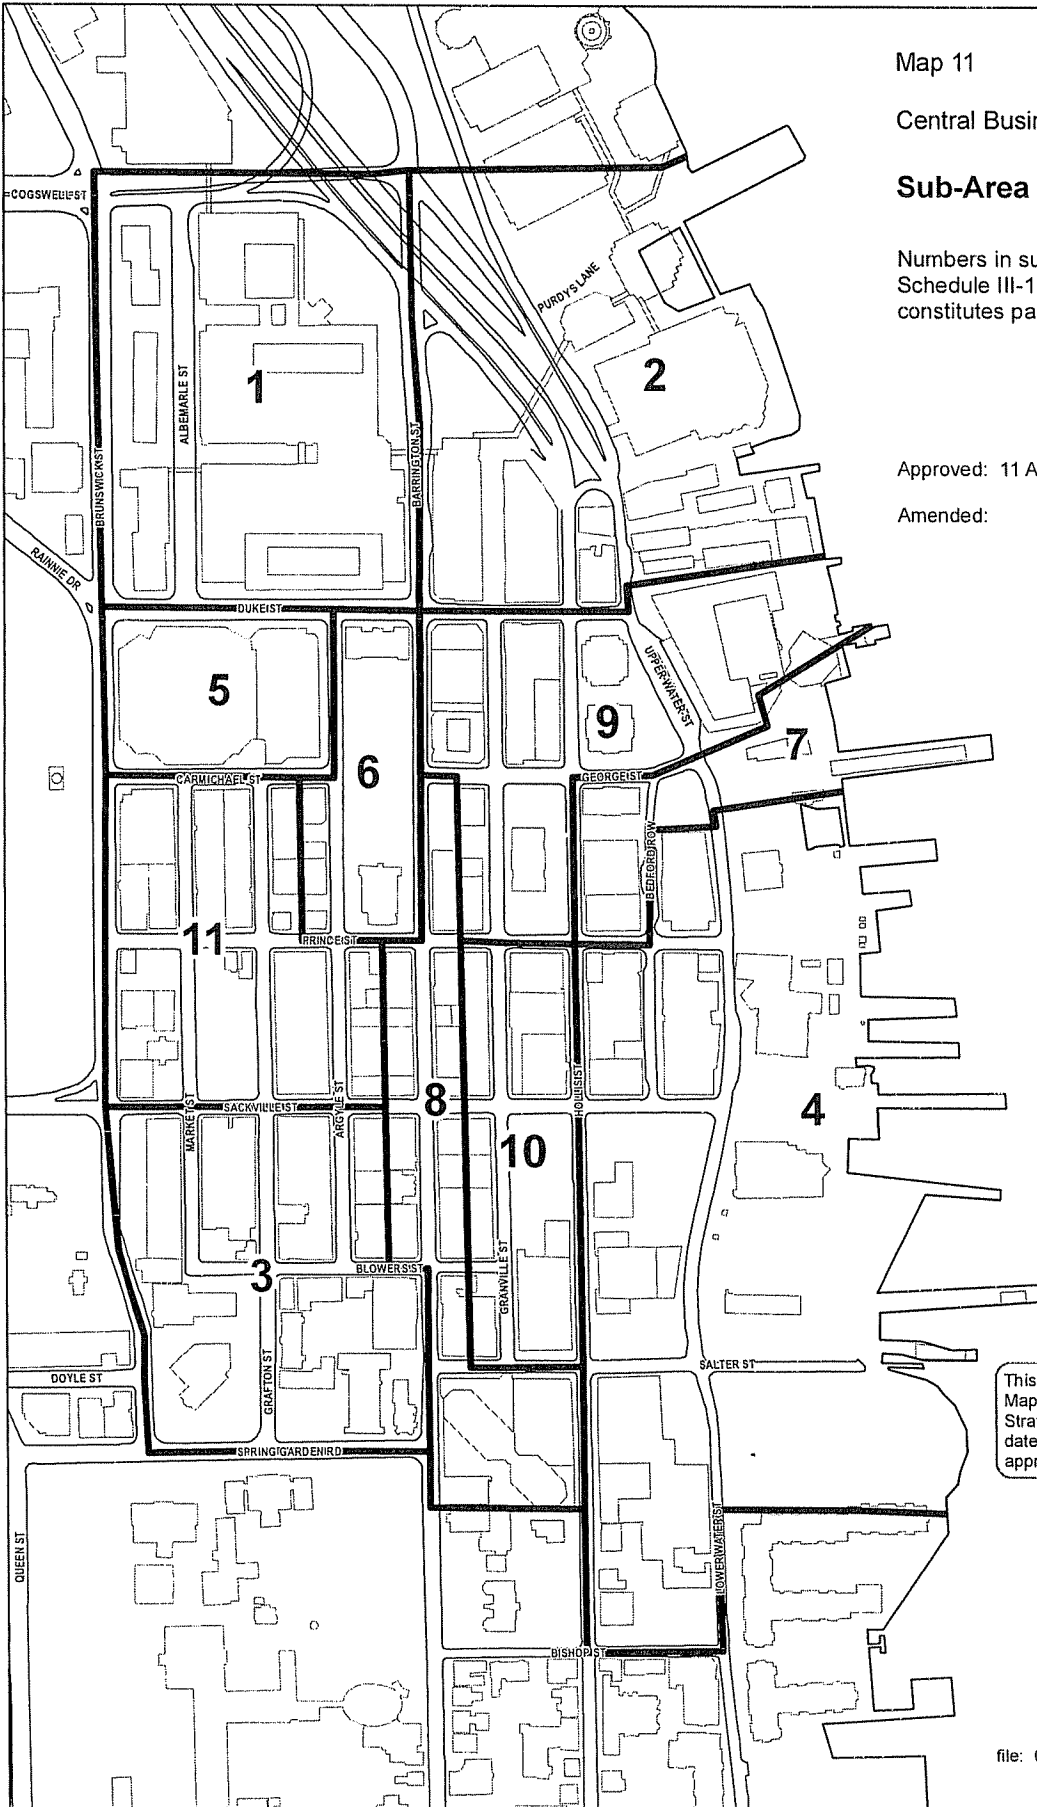 Map 11
Central Busin
Sub-Area
Numbers in su
Schedule III-1
constitutes pa
Approved: 11 A
Amended:
COGSWELL ST
PURDYS LANE
ALBEMARLE ST
1
2
BRUNSWICK ST
BARRINGTON ST
RAINNIE DR
DUKE ST
UPPER WATER ST
5
9
6
7
CARMICHAEL ST
GEORGE ST
BEDFORD ROW
11
PRINCE ST
HOLLIS ST
8
4
MARKET ST
SACKVILLE ST
ARGYLE ST
10
3
BLOWERS ST
GRANVILLE ST
SALTER ST
DOYLE ST
GRAFTON ST
This
Map
Stra
date
appr
SPRING GARDEN RD
QUEEN ST
LOWER WATER ST
BISHOP ST
file: